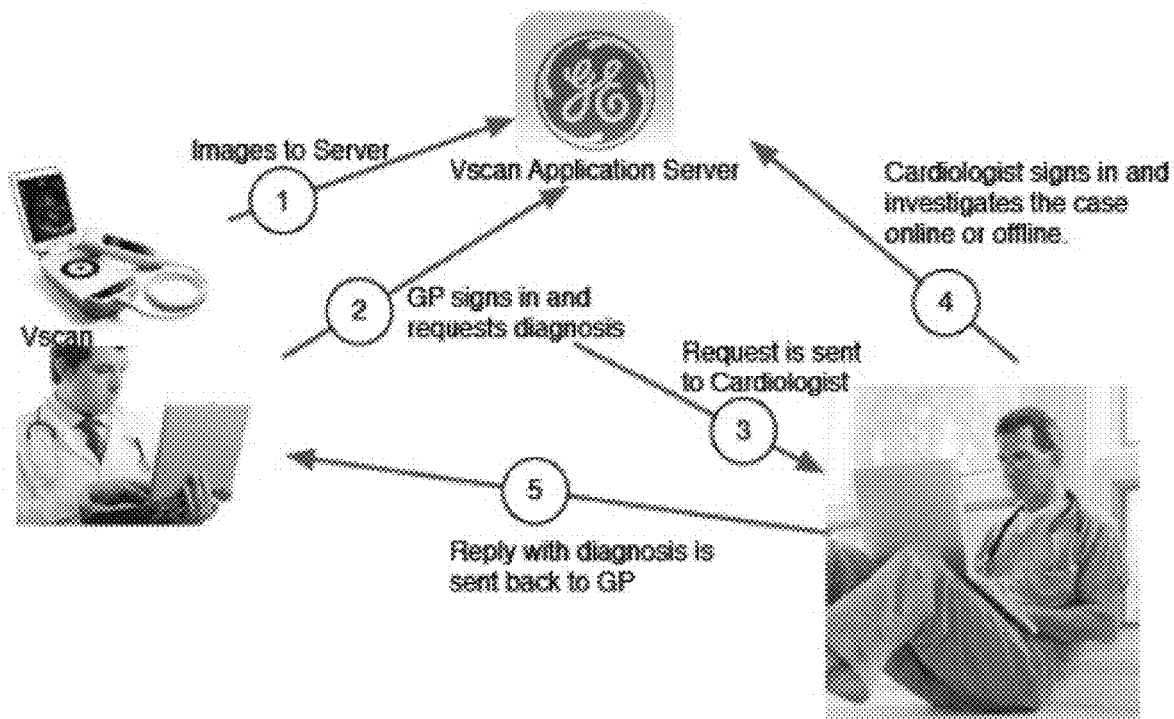 GE
Vscan Application Server
Images to Server
1
Vscan
2
GP signs in and
requests diagnosis
Request is sent
to Cardiologist
3
Cardiologist signs in and
investigates the case
online or offline.
4
5
Reply with diagnosis is
sent back to GP